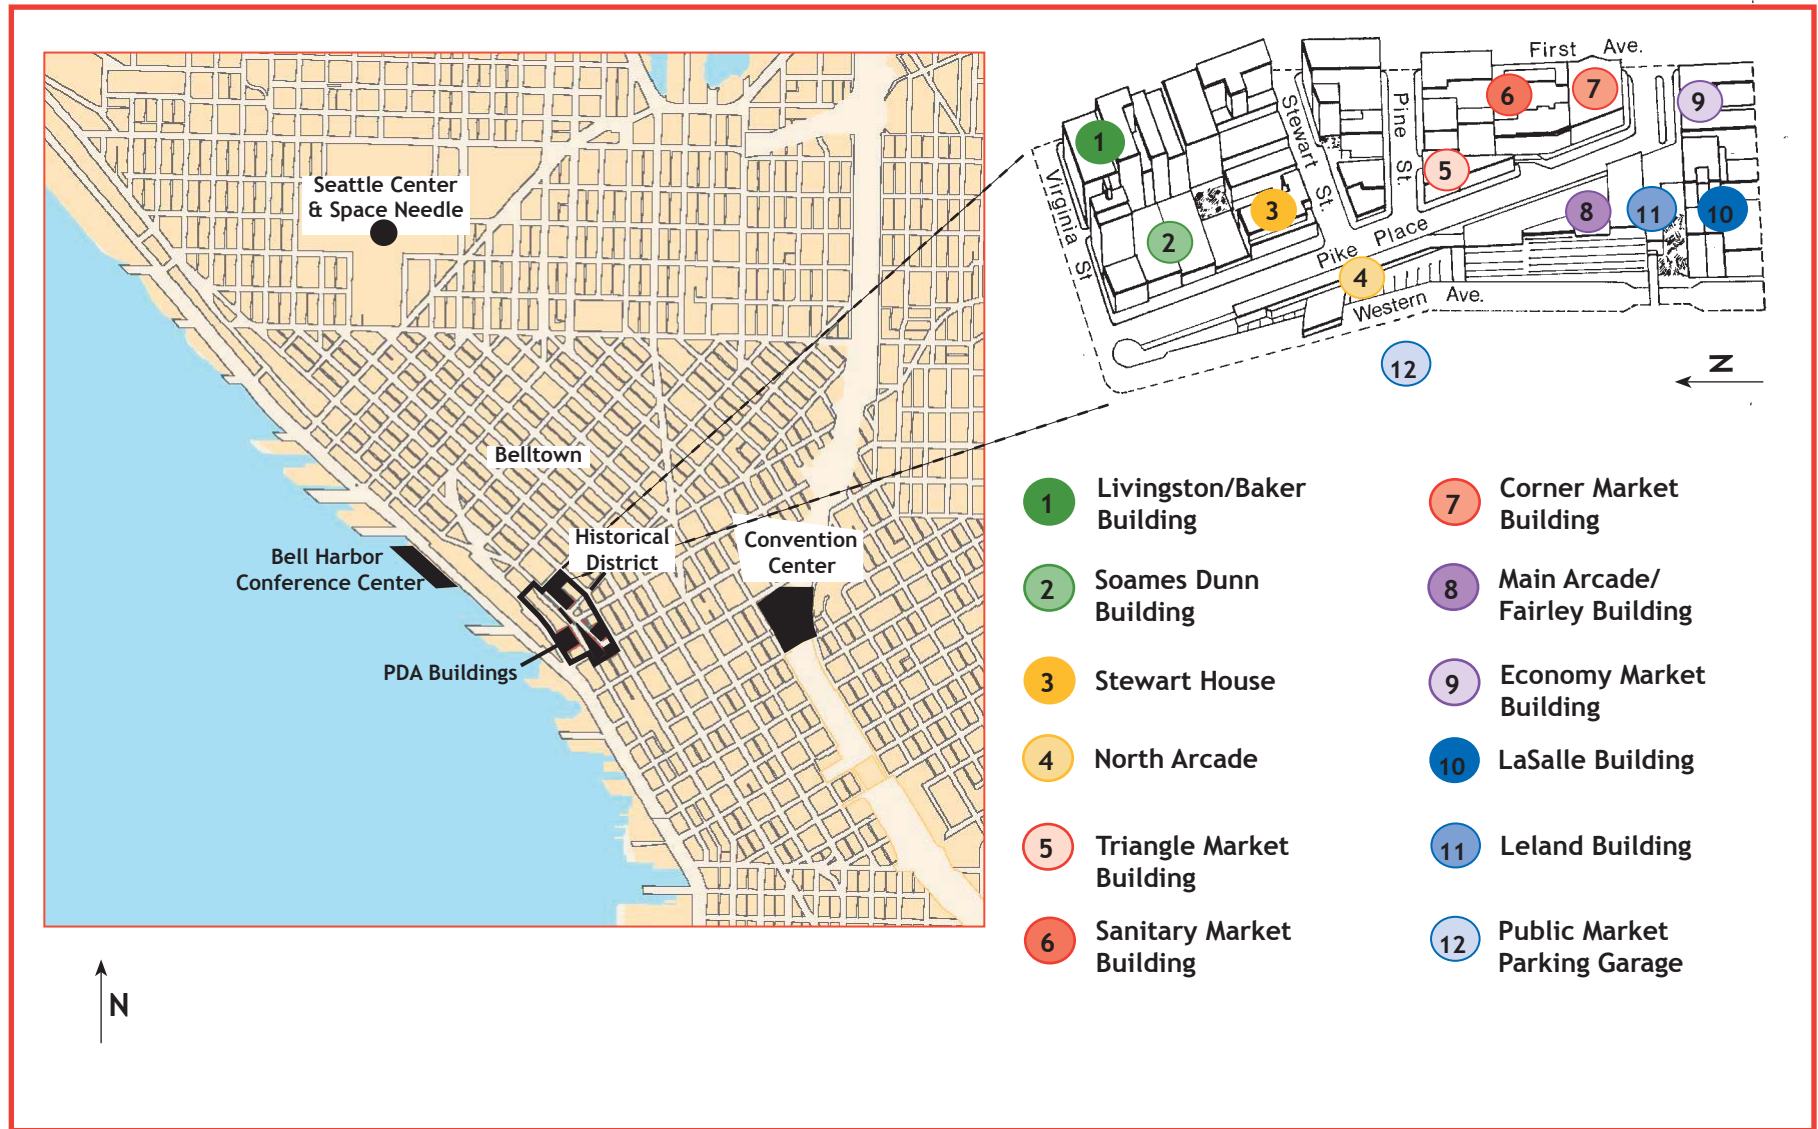 Seattle Center
& Space Needle
Belltown
Historical
District
Convention
Center
Bell Harbor
Conference Center
PDA Buildings
N
First Ave.
Virginia St
Stewart St.
Pine St.
Pike Place
Western Ave.
1
2
3
4
5
6
7
8
9
10
11
12
N
1 Livingston/Baker
Building
2 Soames Dunn
Building
3 Stewart House
4 North Arcade
5 Triangle Market
Building
6 Sanitary Market
Building
7 Corner Market
Building
8 Main Arcade/
Fairley Building
9 Economy Market
Building
10 LaSalle Building
11 Leland Building
12 Public Market
Parking Garage